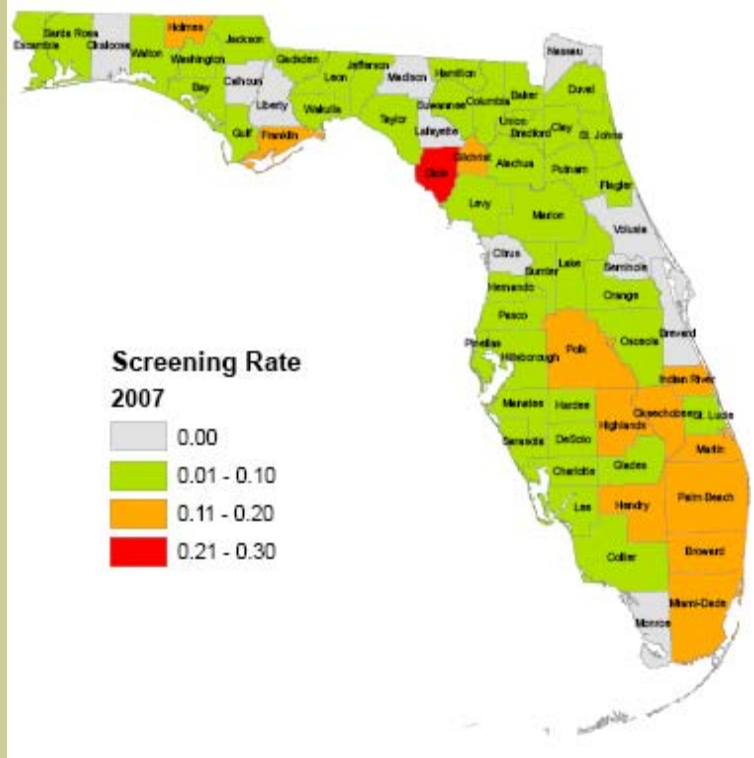 Holmes
Jackson
Santa Rosa
Escambia
Okaloosa
Walton
Washington
Nassau
Gadsden
Jefferson
Madison
Hamilton
Leon
Calhoun
Bay
Liberty
Wakulla
Taylor
Suwannee
Columbia
Baker
Duval
Lafayette
Union
Bradford
Clay
St. Johns
Gulf
Franklin
Dixie
Gilchrist
Alachua
Putnam
Flagler
Levy
Marion
Volusia
Citrus
Sumter
Lake
Seminole
Hernando
Orange
Pasco
Brevard
Pinellas
Hillsborough
Polk
Osceola
Indian River
Screening Rate
2007
0.00
0.01 - 0.10
0.11 - 0.20
0.21 - 0.30
Manatee
Hardee
Highlands
Okeechobee
St. Lucie
Sarasota
DeSoto
Martin
Charlotte
Glades
Lee
Hendry
Palm Beach
Collier
Broward
Monroe
Miami-Dade